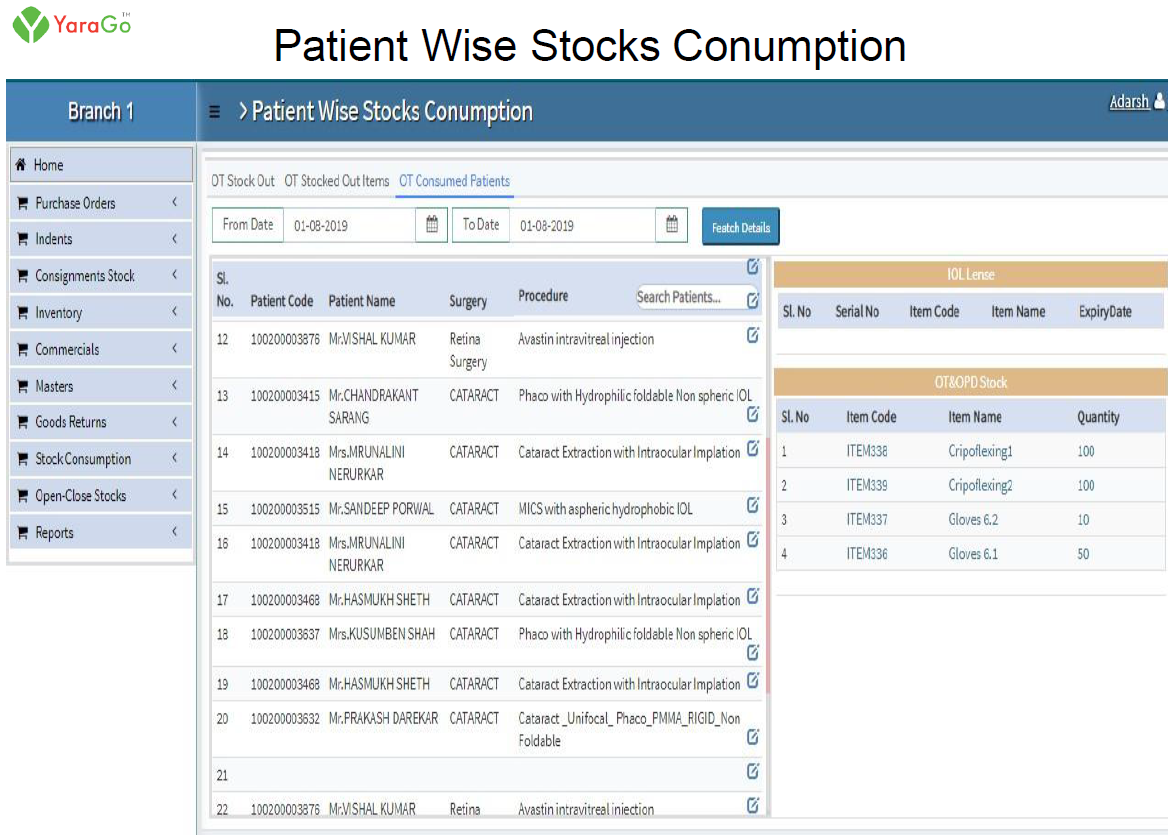 YaraGo™
Patient Wise Stocks Conumption
Branch 1
> Patient Wise Stocks Conumption
Adarsh
Home
Purchase Orders
Indents
Consignments Stock
Inventory
Commercials
Masters
Goods Returns
Stock Consumption
Open-Close Stocks
Reports
OT Stock Out OT Stocked Out Items OT Consumed Patients
From Date 01-08-2019 To Date 01-08-2019 Featch Details
Sl. No. Patient Code Patient Name Surgery Procedure Search Patients...
12 100200003876 Mr.VISHAL KUMAR Retina Surgery Avastin intravitreal injection
13 100200003415 Mr.CHANDRAKANT SARANG CATARACT Phaco with Hydrophilic foldable Non spheric IOL
14 100200003418 Mrs.MRUNALINI NERURKAR CATARACT Cataract Extraction with Intraocular Implation
15 100200003515 Mr.SANDEEP PORWAL CATARACT MICS with aspheric hydrophobic IOL
16 100200003418 Mrs.MRUNALINI NERURKAR CATARACT Cataract Extraction with Intraocular Implation
17 100200003468 Mr.HASMUKH SHETH CATARACT Cataract Extraction with Intraocular Implation
18 100200003637 Mrs.KUSUMBEN SHAH CATARACT Phaco with Hydrophilic foldable Non spheric IOL
19 100200003468 Mr.HASMUKH SHETH CATARACT Cataract Extraction with Intraocular Implation
20 100200003632 Mr.PRAKASH DAREKAR CATARACT Cataract _Unifocal_ Phaco_PMMA_RIGID_Non Foldable
21
22 100200003876 Mr.VISHAL KUMAR Retina Avastin intravitreal injection
IOL Lense
Sl. No Serial No Item Code Item Name ExpiryDate
OT&OPD Stock
Sl. No Item Code Item Name Quantity
1 ITEM338 Cripoflexing1 100
2 ITEM339 Cripoflexing2 100
3 ITEM337 Gloves 6.2 10
4 ITEM336 Gloves 6.1 50